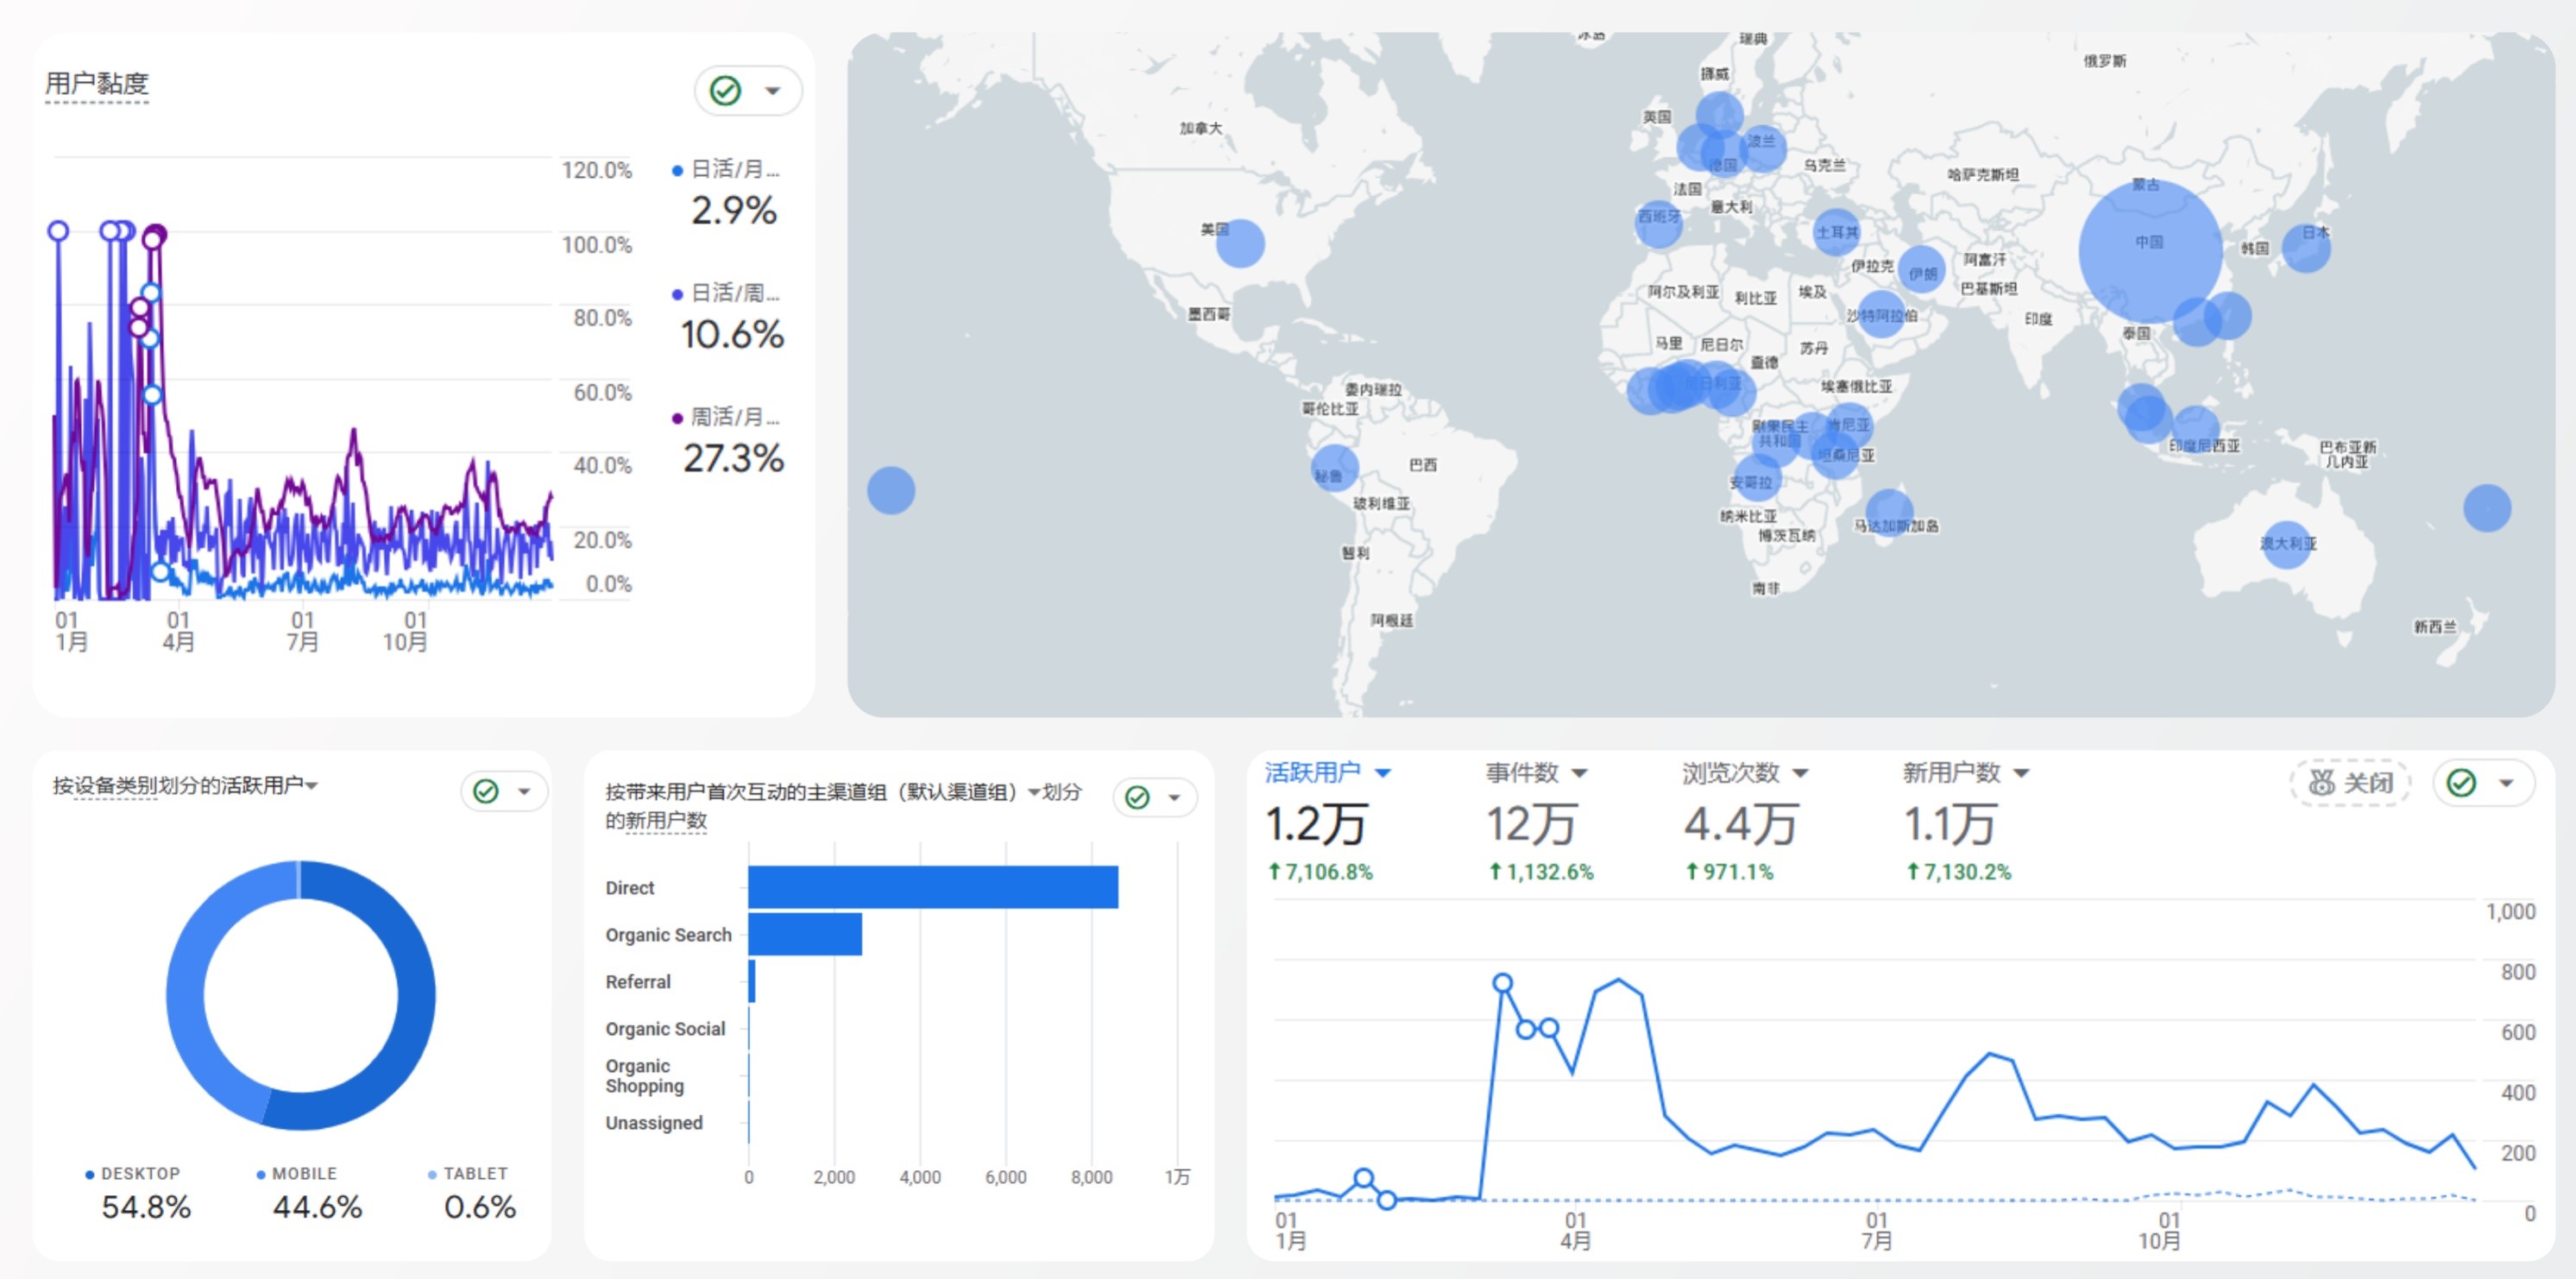 用户黏度
120.0%
100.0%
80.0%
60.0%
40.0%
20.0%
0.0%
01
1月
01
4月
01
7月
01
10月
日活/月...
2.9%
日活/周...
10.6%
周活/月...
27.3%
冰岛
瑞典
俄罗斯
挪威
加拿大
英国
波兰
德国
乌克兰
哈萨克斯坦
蒙古
法国
意大利
西班牙
美国
土耳其
中国
韩国
日本
伊拉克
伊朗
阿富汗
巴基斯坦
阿尔及利亚
利比亚
埃及
墨西哥
沙特阿拉伯
印度
泰国
马里
尼日尔
苏丹
乍得
委内瑞拉
尼日利亚
埃塞俄比亚
哥伦比亚
刚果民主
共和国
肯尼亚
坦桑尼亚
印度尼西亚
巴布亚新
几内亚
巴西
秘鲁
安哥拉
玻利维亚
纳米比亚
马达加斯加岛
博茨瓦纳
澳大利亚
智利
南非
阿根廷
新西兰
按设备类别划分的活跃用户
DESKTOP
54.8%
MOBILE
44.6%
TABLET
0.6%
按带来用户首次互动的主渠道组（默认渠道组） 划分
的新用户数
Direct
Organic Search
Referral
Organic Social
Organic
Shopping
Unassigned
0 2,000 4,000 6,000 8,000 1万
活跃用户
1.2万
7,106.8%
事件数
12万
1,132.6%
浏览次数
4.4万
971.1%
新用户数
1.1万
7,130.2%
关闭
1,000
800
600
400
200
0
01
1月
01
4月
01
7月
01
10月